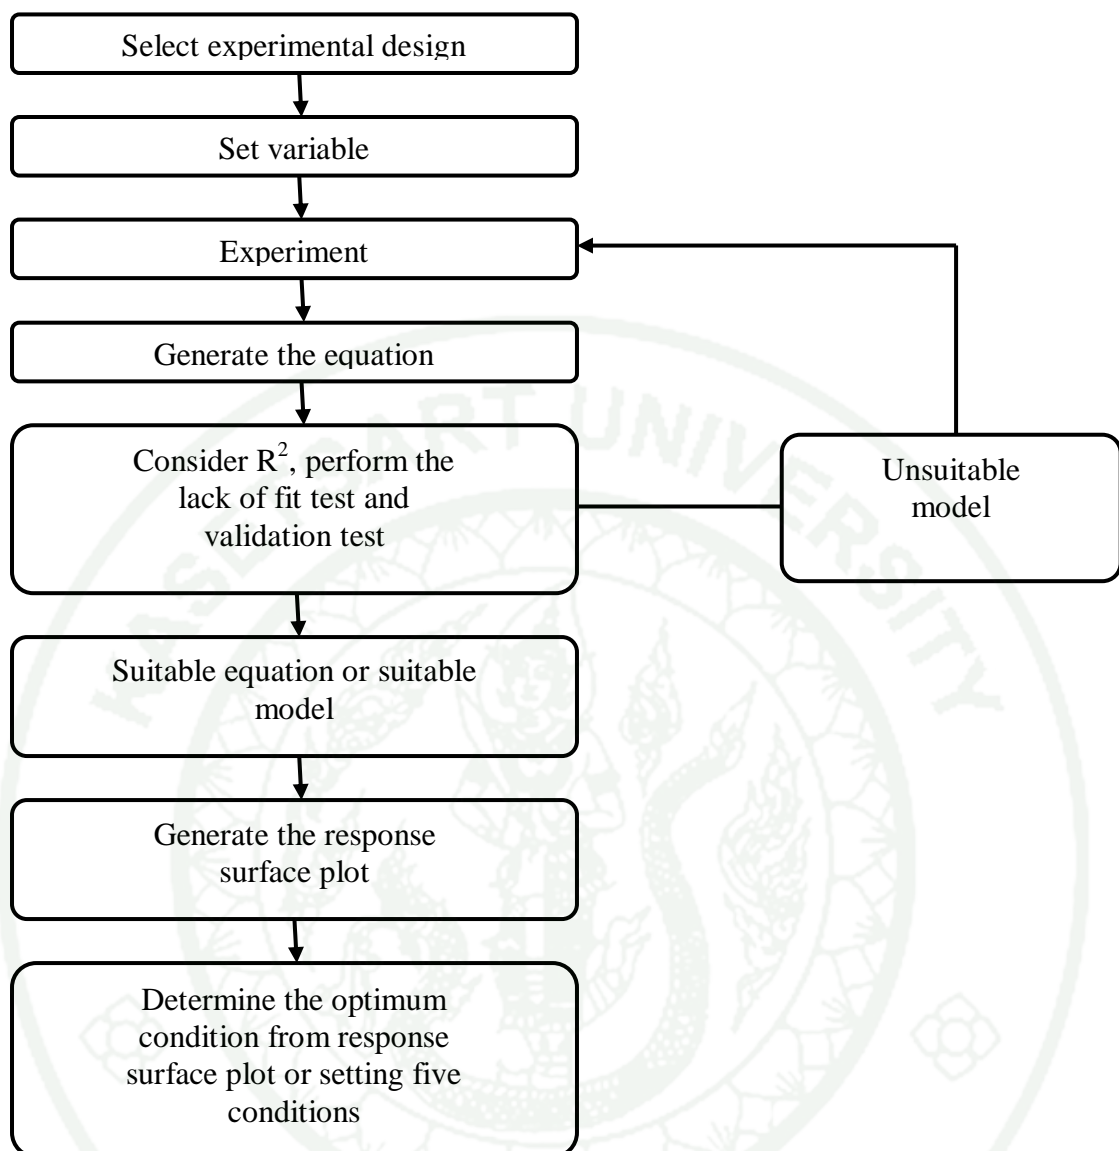 Select experimental design
Set variable
Experiment
Generate the equation
Consider R², perform the
lack of fit test and
validation test
Unsuitable
model
Suitable equation or suitable
model
Generate the response
surface plot
Determine the optimum
condition from response
surface plot or setting five
conditions
KASETSART UNIVERSITY